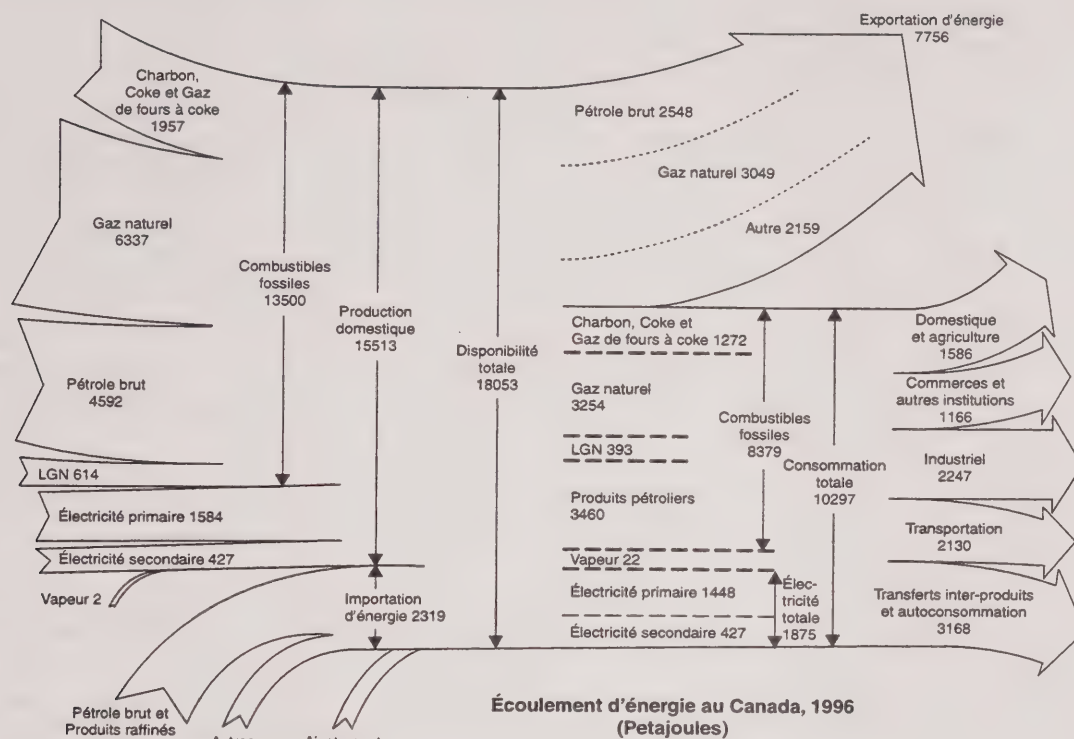 Exportation d'énergie
7756
Charbon,
Coke et Gaz
de fours à coke
1957
Gaz naturel
6337
Pétrole brut
4592
LGN 614
Électricité primaire 1584
Électricité secondaire 427
Vapeur 2
Pétrole brut et
Produits raffinés
Combustibles
fossiles
13500
Production
domestique
15513
Importation
d'énergie 2319
Disponibilité
totale
18053
Pétrole brut 2548
Gaz naturel 3049
Autre 2159
Charbon, Coke et
Gaz de fours à coke 1272
Gaz naturel
3254
LGN 393
Produits pétroliers
3460
Vapeur 22
Électricité primaire 1448
Électricité secondaire 427
Combustibles
fossiles
8379
Élec-
tricité
totale
1875
Consommation
totale
10297
Domestique
et agriculture
1586
Commerces et
autres institutions
1166
Industriel
2247
Transportation
2130
Transferts inter-produits
et autoconsommation
3168
Écoulement d'énergie au Canada, 1996
(Petajoules)